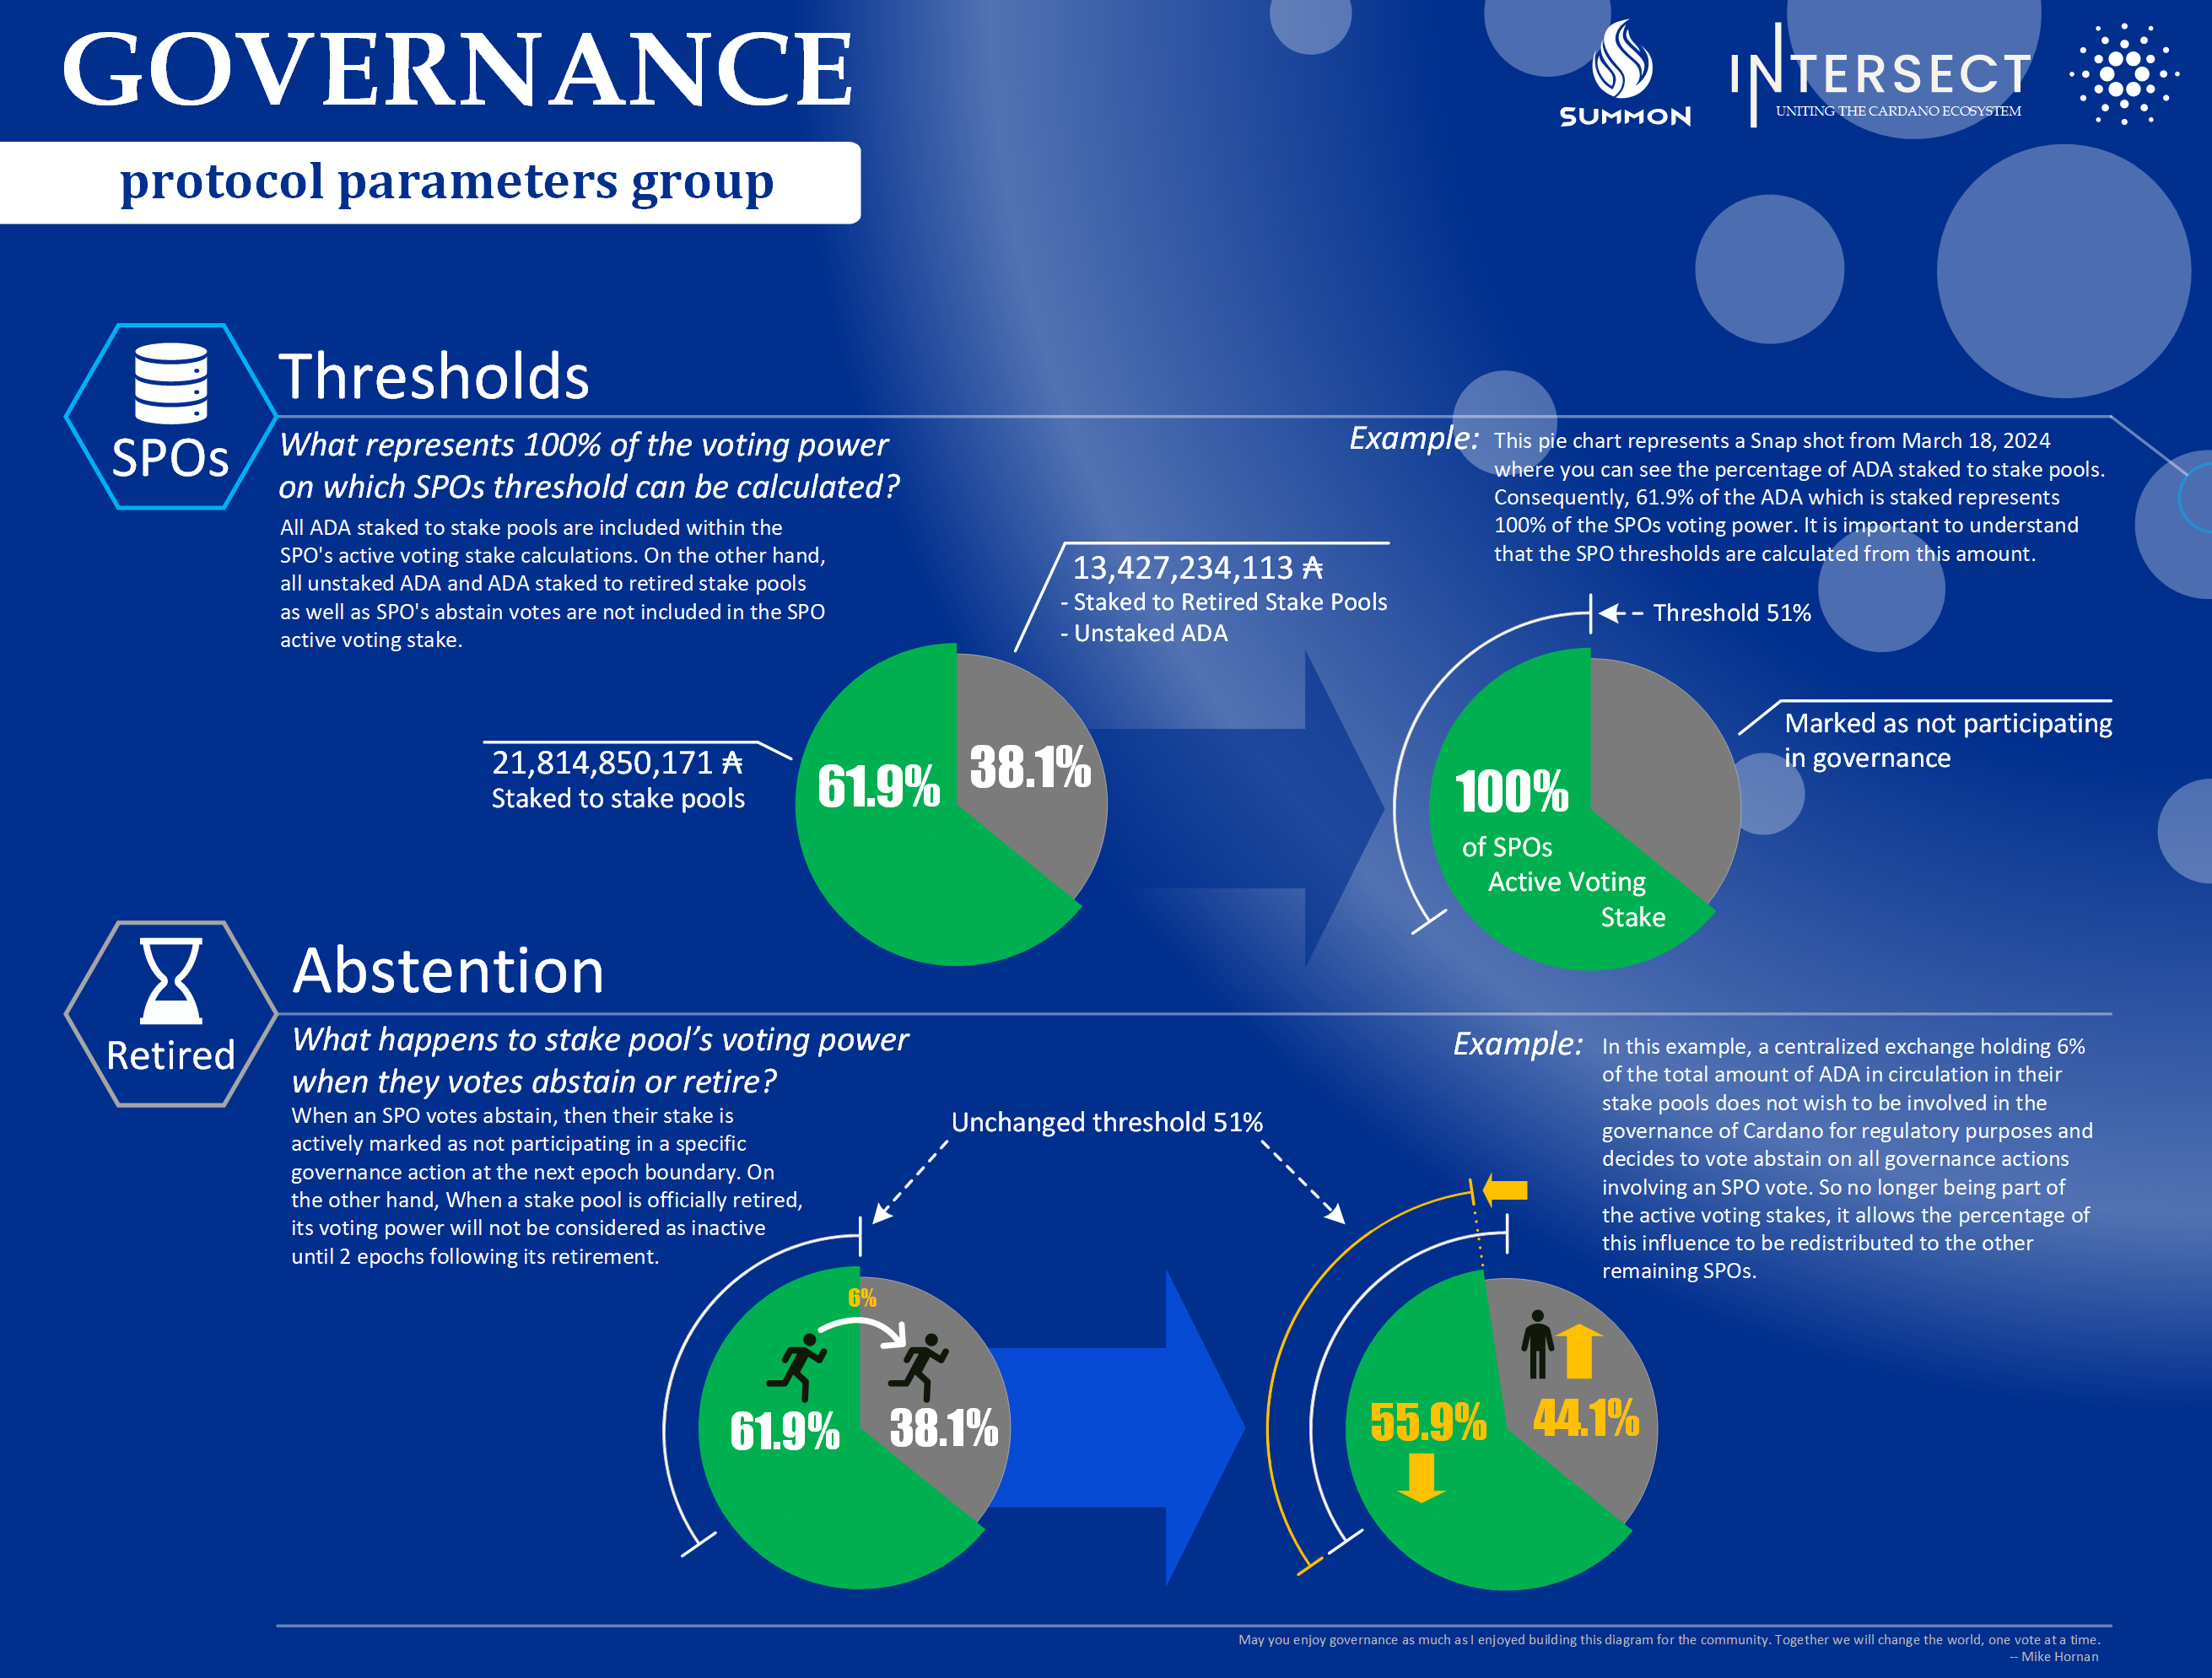 GOVERNANCE
protocol parameters group
SUMMON
INTERSECT
UNITING THE CARDANO ECOSYSTEM
SPOs
Thresholds
What represents 100% of the voting power
on which SPOs threshold can be calculated?
All ADA staked to stake pools are included within the
SPO's active voting stake calculations. On the other hand,
all unstaked ADA and ADA staked to retired stake pools
as well as SPO's abstain votes are not included in the SPO
active voting stake.
Example:
This pie chart represents a Snap shot from March 18, 2024
where you can see the percentage of ADA staked to stake pools.
Consequently, 61.9% of the ADA which is staked represents
100% of the SPOs voting power. It is important to understand
that the SPO thresholds are calculated from this amount.
13,427,234,113 ₳
- Staked to Retired Stake Pools
- Unstaked ADA
21,814,850,171 ₳
Staked to stake pools
61.9%
38.1%
Threshold 51%
Marked as not participating
in governance
100%
of SPOs
Active Voting
Stake
Retired
Abstention
What happens to stake pool’s voting power
when they votes abstain or retire?
When an SPO votes abstain, then their stake is
actively marked as not participating in a specific
governance action at the next epoch boundary. On
the other hand, When a stake pool is officially retired,
its voting power will not be considered as inactive
until 2 epochs following its retirement.
Example:
In this example, a centralized exchange holding 6%
of the total amount of ADA in circulation in their
stake pools does not wish to be involved in the
governance of Cardano for regulatory purposes and
decides to vote abstain on all governance actions
involving an SPO vote. So no longer being part of
the active voting stakes, it allows the percentage of
this influence to be redistributed to the other
remaining SPOs.
Unchanged threshold 51%
6%
61.9%
38.1%
55.9%
44.1%
May you enjoy governance as much as I enjoyed building this diagram for the community. Together we will change the world, one vote at a time.
-- Mike Hornan